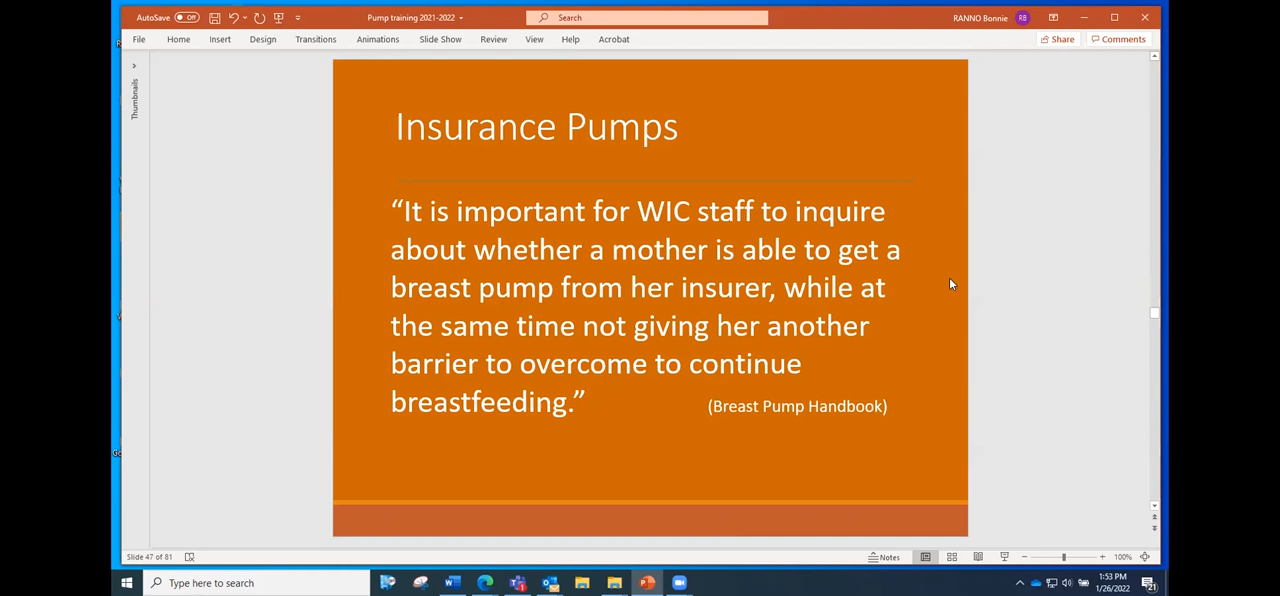 AutoSave Off Pump training 2021-2022 Search RANNO Bonnie RB
File Home Insert Design Transitions Animations Slide Show Review View Help Acrobat Share Comments
Thumbnails
Insurance Pumps
“It is important for WIC staff to inquire
about whether a mother is able to get a
breast pump from her insurer, while at
the same time not giving her another
barrier to overcome to continue
breastfeeding.” (Breast Pump Handbook)
Slide 47 of 81 Notes 100%
Type here to search 1:53 PM
1/26/2022 21